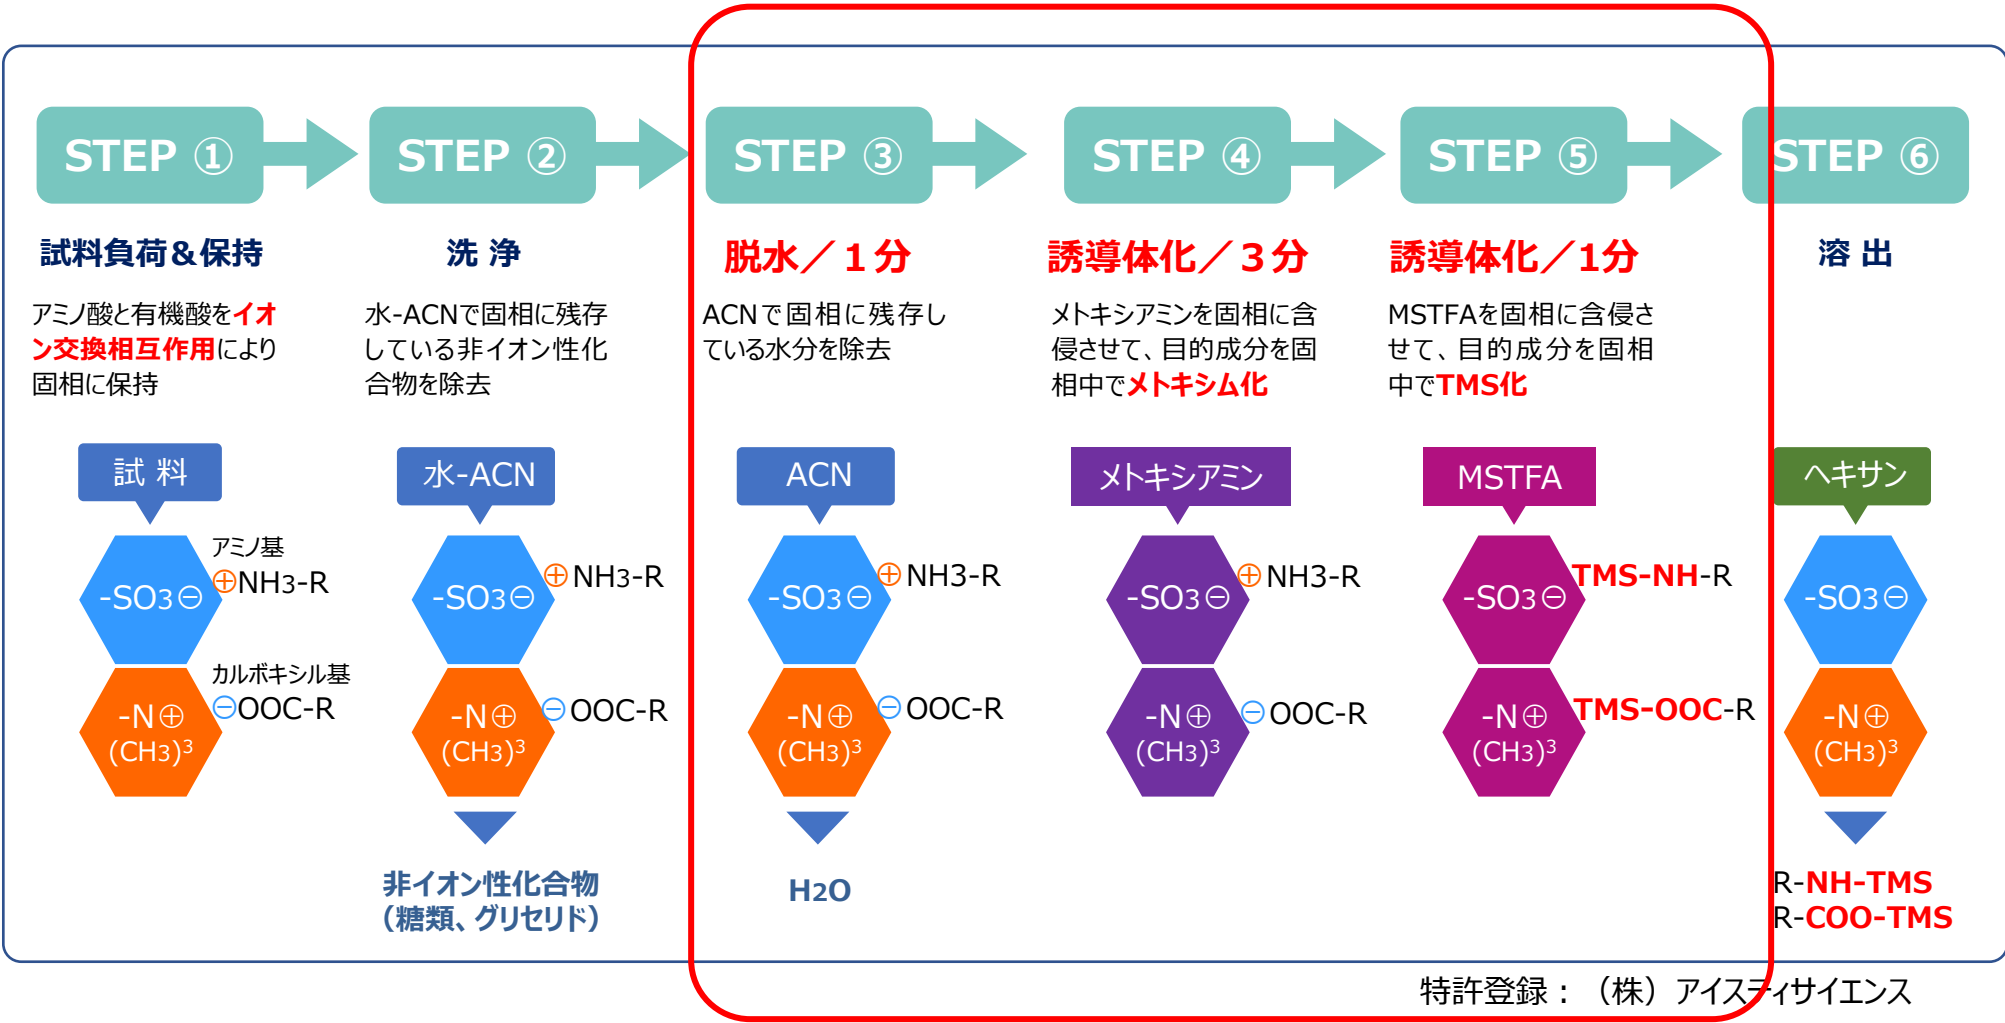 STEP ①
STEP ②
STEP ③
STEP ④
STEP ⑤
STEP ⑥
試料負荷&保持
洗 浄
脱水／１分
誘導体化／３分
誘導体化／1分
溶 出
アミノ酸と有機酸をイオ
ン交換相互作用により
固相に保持
水-ACNで固相に残存
している非イオン性化
合物を除去
ACNで固相に残存し
ている水分を除去
メトキシアミンを固相に含
侵させて、目的成分を固
相中でメトキシム化
MSTFAを固相に含侵さ
せて、目的成分を固相
中でTMS化
試 料
水-ACN
ACN
メトキシアミン
MSTFA
ヘキサン
アミノ基
-SO3⊖
⊕NH3-R
カルボキシル基
⊖OOC-R
-N⊕
(CH3)³
-SO3⊖
⊕NH3-R
⊖OOC-R
-N⊕
(CH3)³
-SO3⊖
⊕NH3-R
⊖OOC-R
-N⊕
(CH3)³
-SO3⊖
⊕NH3-R
⊖OOC-R
-N⊕
(CH3)³
-SO3⊖
TMS-NH-R
TMS-OOC-R
-N⊕
(CH3)³
-SO3⊖
-N⊕
(CH3)³
非イオン性化合物
（糖類、グリセリド）
H2O
R-NH-TMS
R-COO-TMS
特許登録：（株）アイスティサイエンス